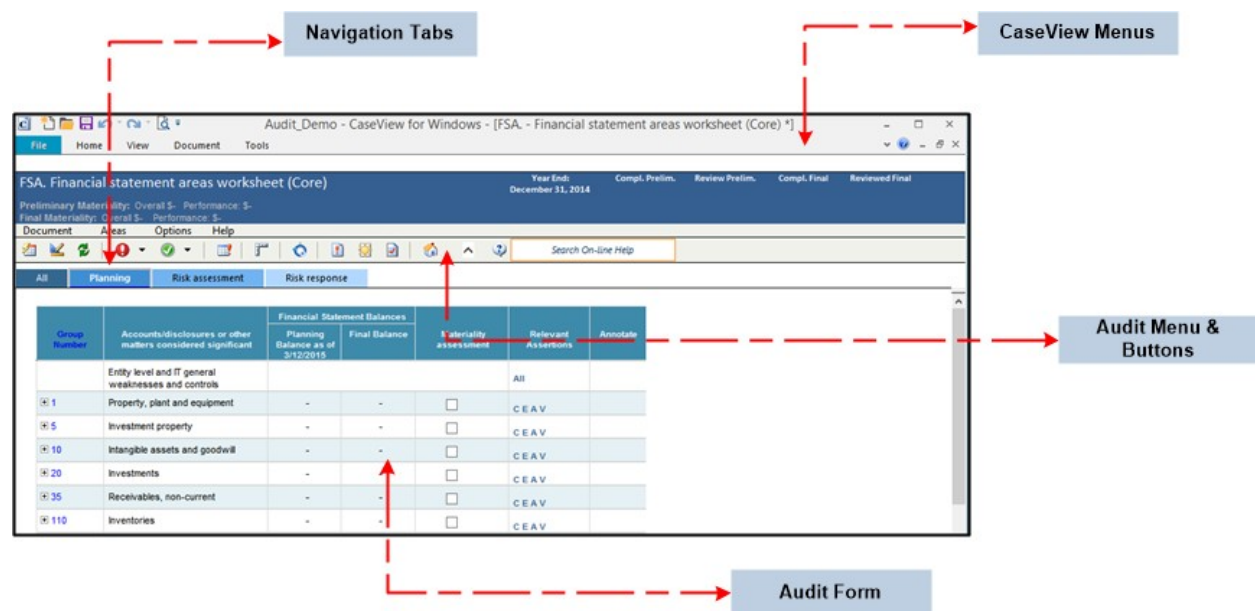 Navigation Tabs
CaseView Menus
Audit_Demo - CaseView for Windows - [FSA. - Financial statement areas worksheet (Core) *]
File Home View Document Tools
FSA. Financial statement areas worksheet (Core)
Year End: Compl. Prelim. Review Prelim. Compl. Final Reviewed Final
December 31, 2014
Preliminary Materiality: Overall $- Performance: $-
Final Materiality: Overall $- Performance: $-
Document Areas Options Help
Search On-line Help
All Planning Risk assessment Risk response
Financial Statement Balances
Group Number
Accounts/disclosures or other matters considered significant
Planning Balance as of 3/12/2015
Final Balance
Materiality assessment
Relevant Assertions
Annotate
Entity level and IT general weaknesses and controls All
1 Property, plant and equipment - - C E A V
5 Investment property - - C E A V
10 Intangible assets and goodwill - - C E A V
20 Investments - - C E A V
35 Receivables, non-current - - C E A V
110 Inventories - - C E A V
Audit Menu &
Buttons
Audit Form